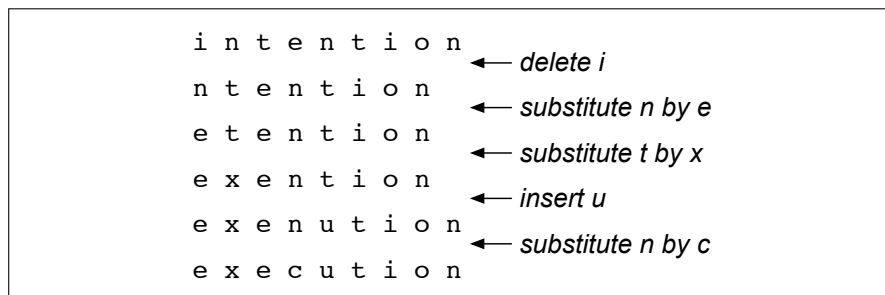 i n t e n t i o n
delete i
n t e n t i o n
substitute n by e
e t e n t i o n
substitute t by x
e x e n t i o n
insert u
e x e n u t i o n
substitute n by c
e x e c u t i o n